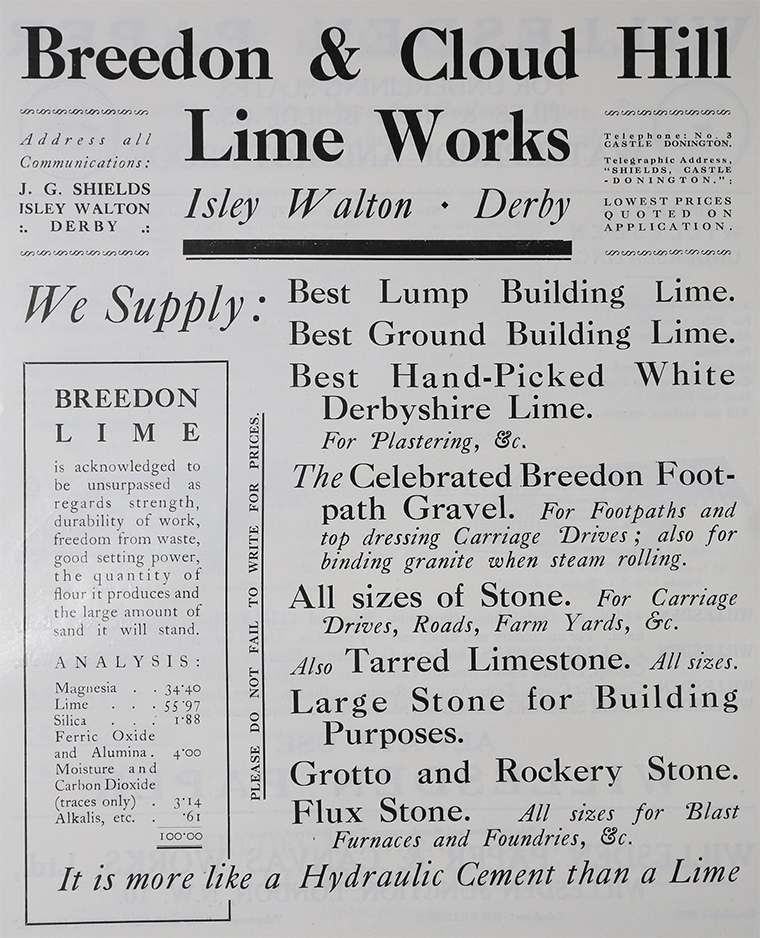 Breedon & Cloud Hill
Lime Works
Isley Walton · Derby
Address all
Communications:
J. G. SHIELDS
ISLEY WALTON
:. DERBY .:
Telephone: No. 3
CASTLE DONINGTON.
Telegraphic Address,
"SHIELDS, CASTLE
-DONINGTON.";
LOWEST PRICES
QUOTED ON
APPLICATION.
We Supply:
Best Lump Building Lime.
Best Ground Building Lime.
Best Hand-Picked White
Derbyshire Lime.
For Plastering, &c.
The Celebrated Breedon Foot-
path Gravel. For Footpaths and
top dressing Carriage Drives; also for
binding granite when steam rolling.
All sizes of Stone. For Carriage
Drives, Roads, Farm Yards, &c.
Also Tarred Limestone. All sizes.
Large Stone for Building
Purposes.
Grotto and Rockery Stone.
Flux Stone. All sizes for Blast
Furnaces and Foundries, &c.
BREEDON
LIME
is acknowledged to
be unsurpassed as
regards strength,
durability of work,
freedom from waste,
good setting power,
the quantity of
flour it produces and
the large amount of
sand it will stand.
ANALYSIS:
Magnesia . . 34·40
Lime . . . 55·97
Silica . . . 1·88
Ferric Oxide
and Alumina . 4·00
Moisture and
Carbon Dioxide
(traces only) . 3·14
Alkalis, etc. . ·61
100·00
PLEASE DO NOT FAIL TO WRITE FOR PRICES.
It is more like a Hydraulic Cement than a Lime